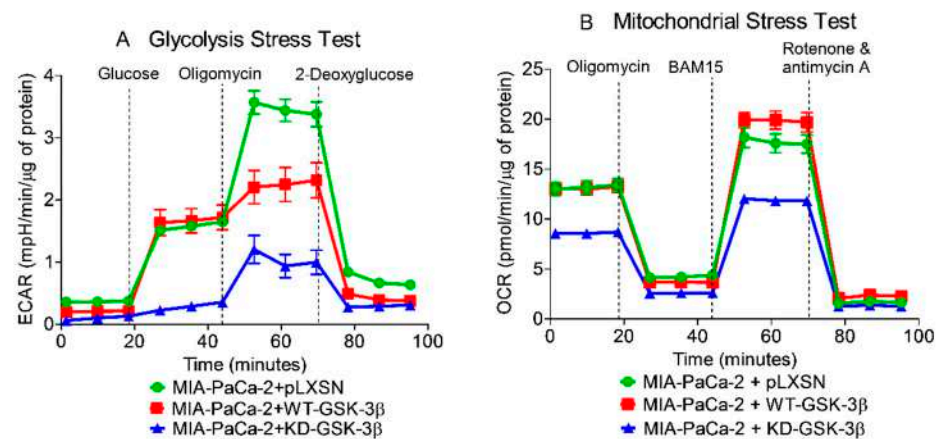 A Glycolysis Stress Test
Glucose Oligomycin 2-Deoxyglucose
ECAR (mpH/min/µg of protein)
4
3
2
1
0
0 20 40 60 80 100
Time (minutes)
MIA-PaCa-2+pLXSN
MIA-PaCa-2+WT-GSK-3β
MIA-PaCa-2+KD-GSK-3β
B Mitochondrial Stress Test
Oligomycin BAM15 Rotenone &
antimycin A
OCR (pmol/min/µg of protein)
25
20
15
10
5
0
0 20 40 60 80 100
Time (minutes)
MIA-PaCa-2 + pLXSN
MIA-PaCa-2 + WT-GSK-3β
MIA-PaCa-2 + KD-GSK-3β